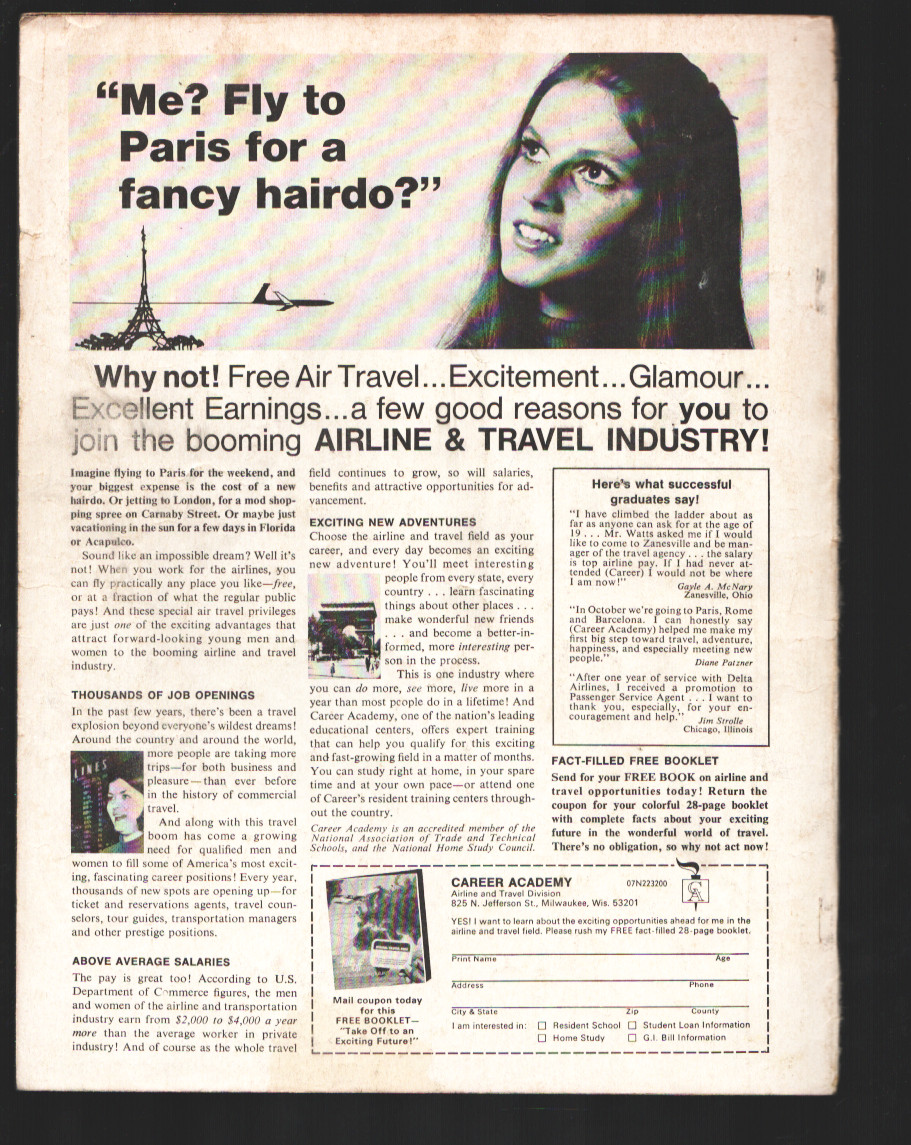 “Me? Fly to
Paris for a
fancy hairdo?”
Why not! Free Air Travel...Excitement...Glamour...
Excellent Earnings...a few good reasons for you to
join the booming AIRLINE & TRAVEL INDUSTRY!
Imagine flying to Paris for the weekend, and
your biggest expense is the cost of a new
hairdo. Or jetting to London, for a mod shop-
ping spree on Carnaby Street. Or maybe just
vacationing in the sun for a few days in Florida
or Acapulco.
Sound like an impossible dream? Well it's
not! When you work for the airlines, you
can fly practically any place you like—free,
or at a fraction of what the regular public
pays! And these special air travel privileges
are just one of the exciting advantages that
attract forward-looking young men and
women to the booming airline and travel
industry.
THOUSANDS OF JOB OPENINGS
In the past few years, there's been a travel
explosion beyond everyone's wildest dreams!
Around the country and around the world,
more people are taking more
trips—for both business and
pleasure—than ever before
in the history of commercial
travel.
And along with this travel
boom has come a growing
need for qualified men and
women to fill some of America's most excit-
ing, fascinating career positions! Every year,
thousands of new spots are opening up—for
ticket and reservations agents, travel coun-
selors, tour guides, transportation managers
and other prestige positions.
ABOVE AVERAGE SALARIES
The pay is great too! According to U.S.
Department of Commerce figures, the men
and women of the airline and transportation
industry earn from $2,000 to $4,000 a year
more than the average worker in private
industry! And of course as the whole travel
LINES
field continues to grow, so will salaries,
benefits and attractive opportunities for ad-
vancement.
EXCITING NEW ADVENTURES
Choose the airline and travel field as your
career, and every day becomes an exciting
new adventure! You'll meet interesting
people from every state, every
country . . . learn fascinating
things about other places . . .
make wonderful new friends
. . . and become a better-in-
formed, more interesting per-
son in the process.
This is one industry where
you can do more, see more, live more in a
year than most people do in a lifetime! And
Career Academy, one of the nation's leading
educational centers, offers expert training
that can help you qualify for this exciting
and fast-growing field in a matter of months.
You can study right at home, in your spare
time and at your own pace—or attend one
of Career's resident training centers through-
out the country.
Career Academy is an accredited member of the
National Association of Trade and Technical
Schools, and the National Home Study Council.
Here's what successful
graduates say!
"I have climbed the ladder about as
far as anyone can ask for at the age of
19 . . . Mr. Watts asked me if I would
like to come to Zanesville and be man-
ager of the travel agency . . . the salary
is top airline pay. If I had never at-
tended (Career) I would not be where
I am now!"
Gayle A. McNary
Zanesville, Ohio
"In October we're going to Paris, Rome
and Barcelona. I can honestly say
(Career Academy) helped me make my
first big step toward travel, adventure,
happiness, and especially meeting new
people."
Diane Patzner
"After one year of service with Delta
Airlines, I received a promotion to
Passenger Service Agent . . . I want to
thank you, especially, for your en-
couragement and help."
Jim Strolle
Chicago, Illinois
FACT-FILLED FREE BOOKLET
Send for your FREE BOOK on airline and
travel opportunities today! Return the
coupon for your colorful 28-page booklet
with complete facts about your exciting
future in the wonderful world of travel.
There's no obligation, so why not act now!
Mail coupon today
for this
FREE BOOKLET—
"Take Off to an
Exciting Future!"
CAREER ACADEMY 07N223200
Airline and Travel Division
825 N. Jefferson St., Milwaukee, Wis. 53201
CA
YES! I want to learn about the exciting opportunities ahead for me in the
airline and travel field. Please rush my FREE fact-filled 28-page booklet.
Print Name Age
Address Phone
City & State Zip County
I am interested in: ☐ Resident School ☐ Student Loan Information
☐ Home Study ☐ G.I. Bill Information